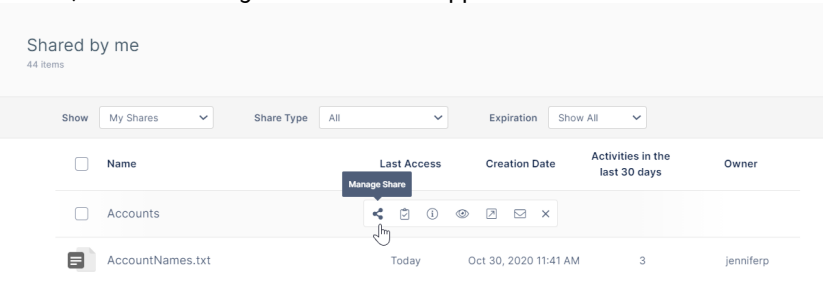 Shared by me
44 items
Show My Shares Share Type All Expiration Show All
Name Last Access Creation Date Activities in the last 30 days Owner
Manage Share
Accounts
AccountNames.txt Today Oct 30, 2020 11:41 AM 3 jenniferp